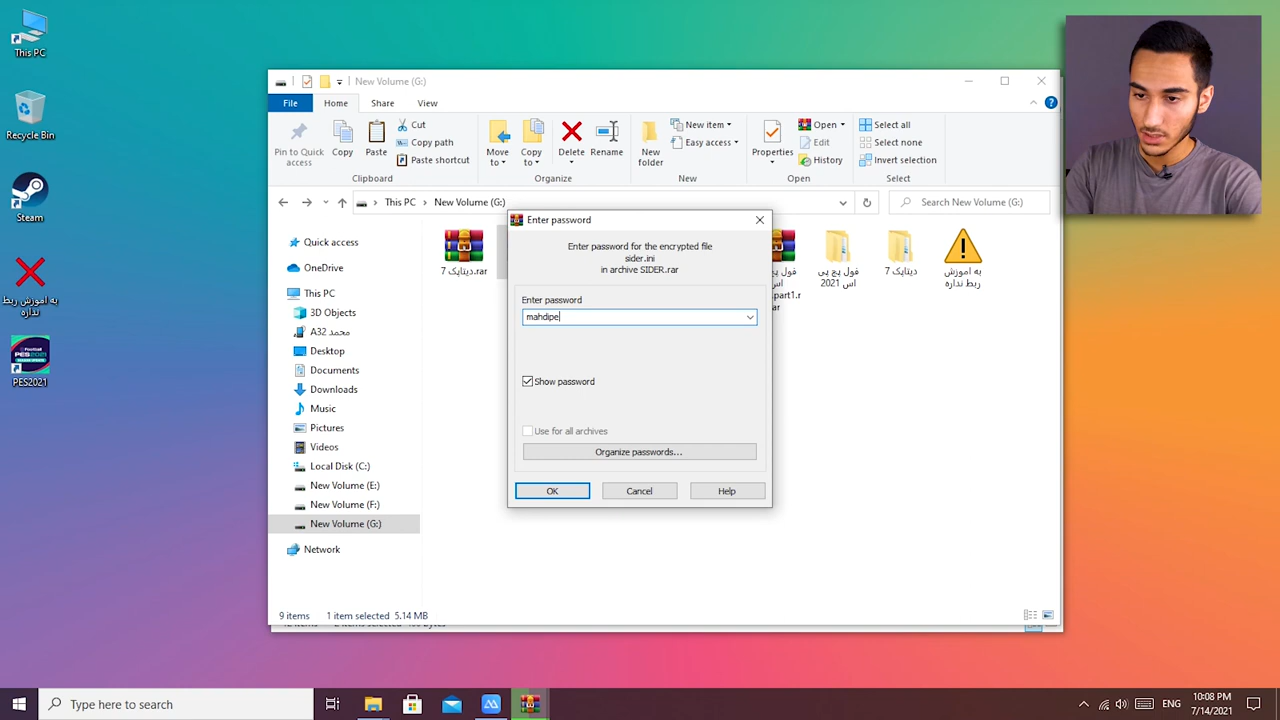 This PC
Recycle Bin
Steam
به آموزش ربط
نداره
PES2021
New Volume (G:)
File
Home
Share
View
Pin to Quick
access
Copy
Paste
Cut
Copy path
Paste shortcut
Clipboard
Move
to
Copy
to
Delete
Rename
Organize
New
folder
New item
Easy access
New
Properties
Open
Edit
History
Open
Select all
Select none
Invert selection
Select
This PC
New Volume (G:)
Search New Volume (G:)
Quick access
OneDrive
This PC
3D Objects
محمد A32
Desktop
Documents
Downloads
Music
Pictures
Videos
Local Disk (C:)
New Volume (E:)
New Volume (F:)
New Volume (G:)
Network
دیتاپک 7.rar
part1.r
ar
فول پچ پی
اس 2021
دیتاپک 7
به آموزش
ربط نداره
Enter password
Enter password for the encrypted file
sider.ini
in archive SIDER.rar
Enter password
mahdipe
Show password
Use for all archives
Organize passwords...
OK
Cancel
Help
9 items
1 item selected
5.14 MB
Type here to search
ENG
10:08 PM
7/14/2021